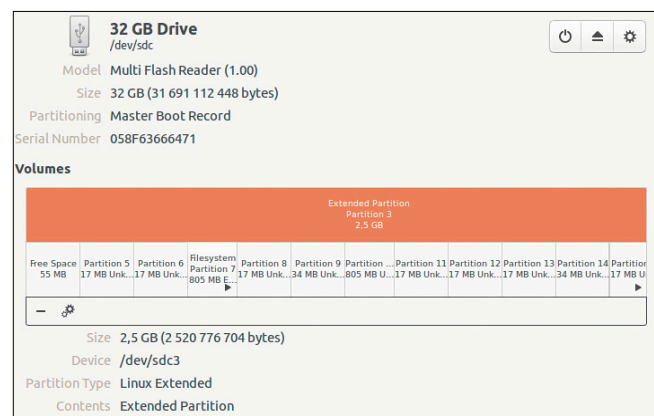 32 GB Drive
/dev/sdc
Model Multi Flash Reader (1.00)
Size 32 GB (31 691 112 448 bytes)
Partitioning Master Boot Record
Serial Number 058F63666471
Volumes
Extended Partition
Partition 3
2,5 GB
Free Space
55 MB
Partition 5
17 MB Unk...
Partition 6
17 MB Unk...
Filesystem
Partition 7
805 MB E...
Partition 8
17 MB Unk...
Partition 9
34 MB Unk...
Partition ...
805 MB U...
Partition 11
17 MB Unk...
Partition 12
17 MB Unk...
Partition 13
17 MB Unk...
Partition 14
34 MB Unk...
Partition
17 MB U
Size 2,5 GB (2 520 776 704 bytes)
Device /dev/sdc3
Partition Type Linux Extended
Contents Extended Partition